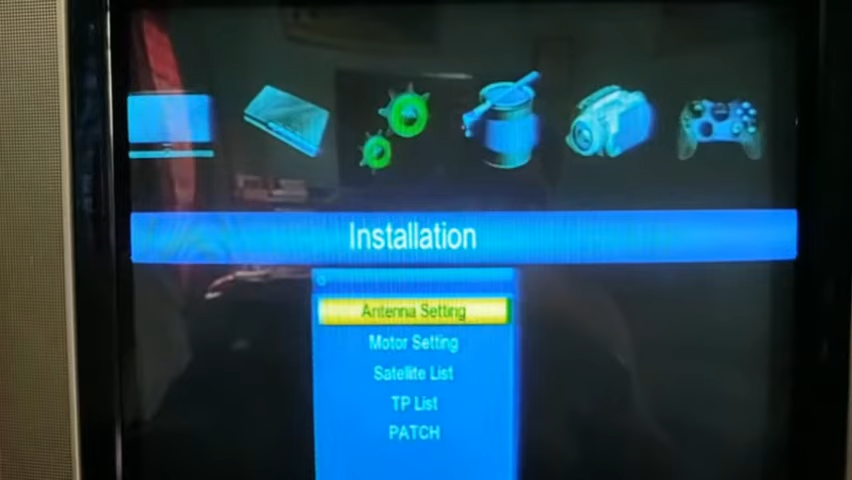 Installation
Antenna Setting
Motor Setting
Satellite List
TP List
PATCH